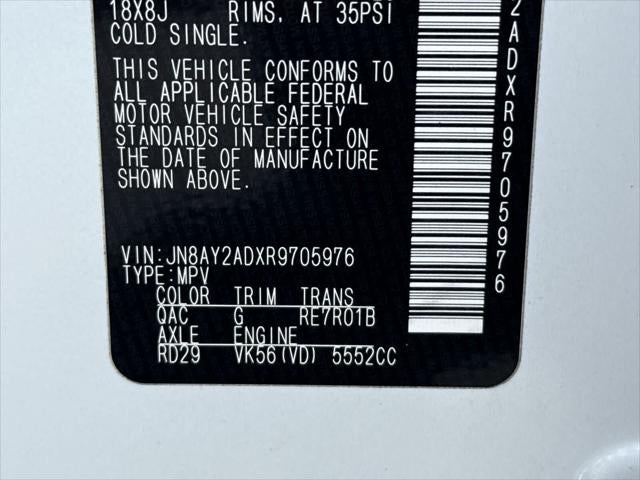 18X8J RIMS, AT 35PSI
COLD SINGLE.
THIS VEHICLE CONFORMS TO
ALL APPLICABLE FEDERAL
MOTOR VEHICLE SAFETY
STANDARDS IN EFFECT ON
THE DATE OF MANUFACTURE
SHOWN ABOVE.
VIN:JN8AY2ADXR9705976
TYPE:MPV
COLOR TRIM TRANS
QAC G RE7R01B
AXLE ENGINE
RD29 VK56(VD) 5552CC
2ADXR9705976